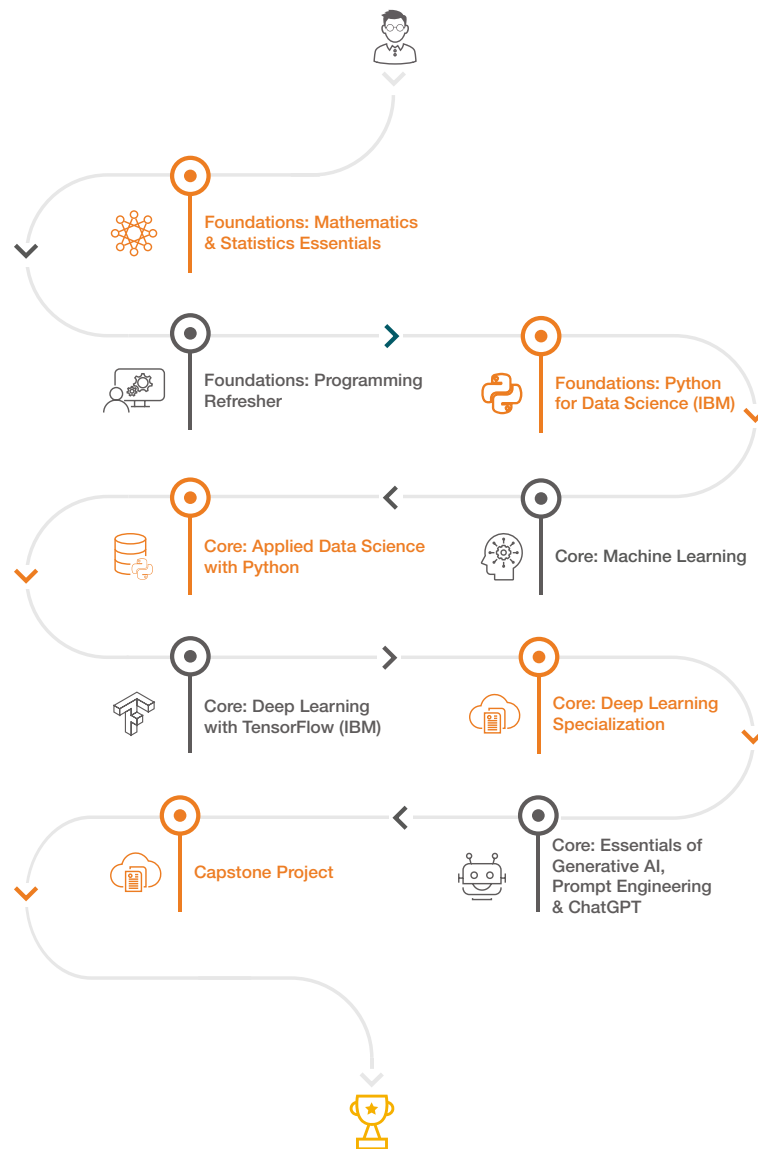 Foundations: Mathematics
& Statistics Essentials
Foundations: Programming
Refresher
Foundations: Python
for Data Science (IBM)
Core: Machine Learning
Core: Applied Data Science
with Python
Core: Deep Learning
with TensorFlow (IBM)
Core: Deep Learning
Specialization
Core: Essentials of
Generative AI,
Prompt Engineering
& ChatGPT
Capstone Project